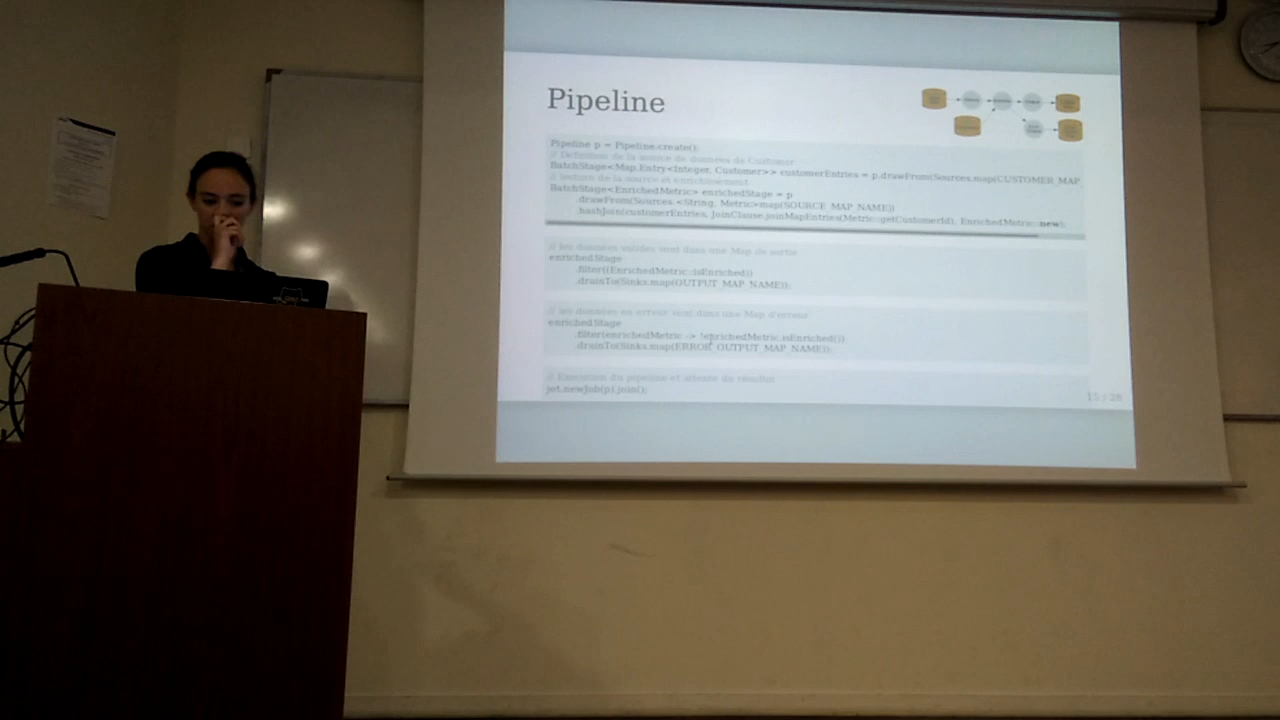 Pipeline
Pipeline p = Pipeline.create();
// Definition de la source de données de Customer
BatchStage<Map.Entry<Integer, Customer>> customerEntries = p.drawFrom(Sources.map(CUSTOMER_MAP
// lecture de la source et enrichissement
BatchStage<EnrichedMetric> enrichedStage = p
.drawFrom(Sources.<String, Metric>map(SOURCE_MAP_NAME))
.hashJoin(customerEntries, JoinClause.joinMapEntries(Metric::getCustomerId), EnrichedMetric::new);
// les données valides vont dans une Map de sortie
enrichedStage
.filter((EnrichedMetric::isEnriched))
.drainTo(Sinks.map(OUTPUT_MAP_NAME));
// les données en erreur vont dans une Map d'erreur
enrichedStage
.filter(enrichedMetric -> !enrichedMetric.isEnriched())
.drainTo(Sinks.map(ERROR_OUTPUT_MAP_NAME));
// Execution du pipeline et attente du résultat
jet.newJob(p).join();
15 / 28